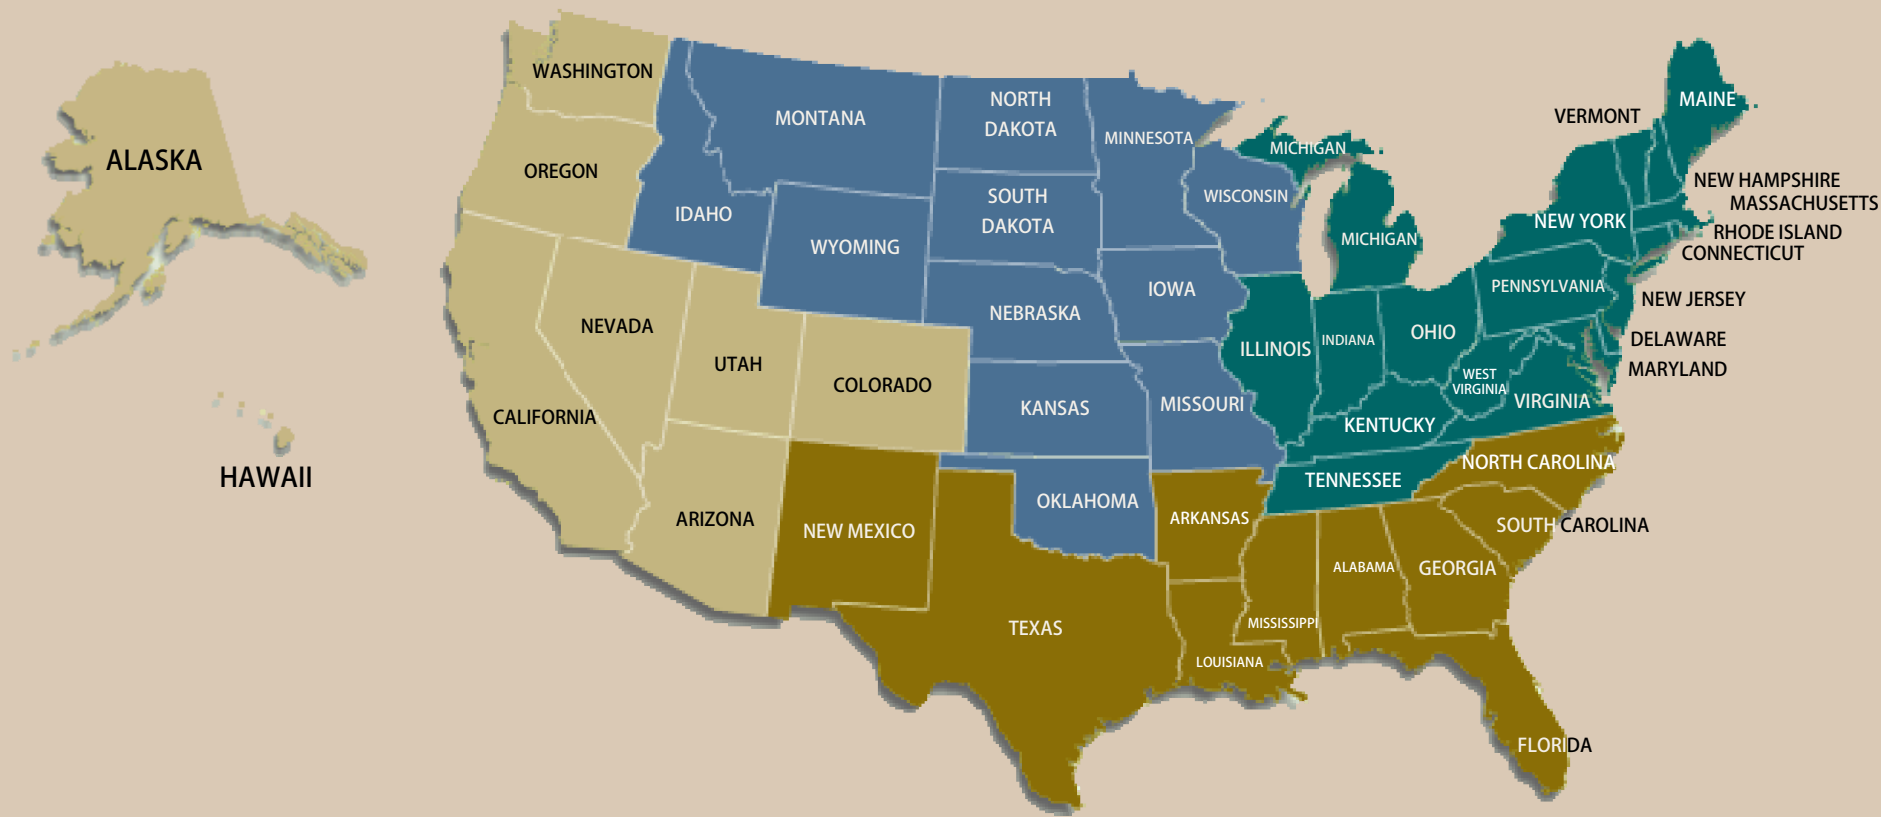 WASHINGTON
MONTANA
NORTH
DAKOTA
MINNESOTA
MICHIGAN
MAINE
VERMONT
ALASKA
OREGON
IDAHO
WYOMING
SOUTH
DAKOTA
WISCONSIN
MICHIGAN
NEW YORK
NEW HAMPSHIRE
MASSACHUSETTS
RHODE ISLAND
CONNECTICUT
NEVADA
UTAH
COLORADO
NEBRASKA
IOWA
ILLINOIS
INDIANA
OHIO
PENNSYLVANIA
NEW JERSEY
DELAWARE
MARYLAND
CALIFORNIA
KANSAS
MISSOURI
KENTUCKY
WEST
VIRGINIA
VIRGINIA
HAWAII
ARIZONA
NEW MEXICO
OKLAHOMA
ARKANSAS
TENNESSEE
NORTH CAROLINA
SOUTH CAROLINA
TEXAS
LOUISIANA
MISSISSIPPI
ALABAMA
GEORGIA
FLORIDA